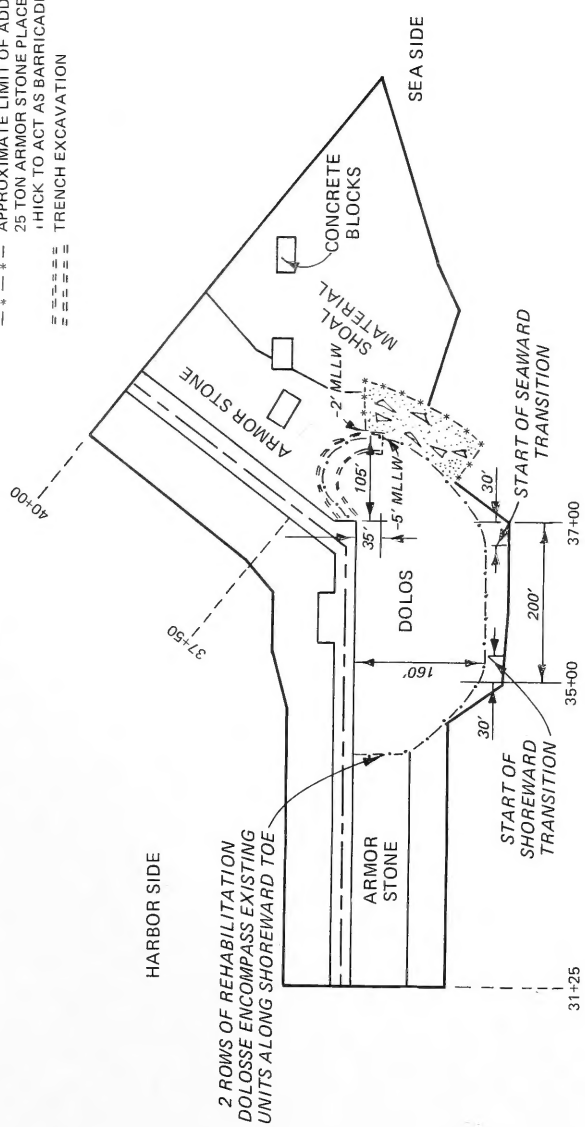 — * — * — APPROXIMATE LIMIT OF ADD
25 TON ARMOR STONE PLACE
HICK TO ACT AS BARRICAD
====== TRENCH EXCAVATION
HARBOR SIDE
SEA SIDE
40+00
37+50
ARMOR STONE
SHOAL
MATERIAL
CONCRETE
BLOCKS
-2' MLLW
-5' MLLW
105'
35'
DOLOS
160'
2 ROWS OF REHABILITATION
DOLOSSE ENCOMPASS EXISTING
UNITS ALONG SHOREWARD TOE
ARMOR
STONE
START OF
SHOREWARD
TRANSITION
START OF SEAWARD
TRANSITION
30'
30'
200'
31+25
35+00
37+00